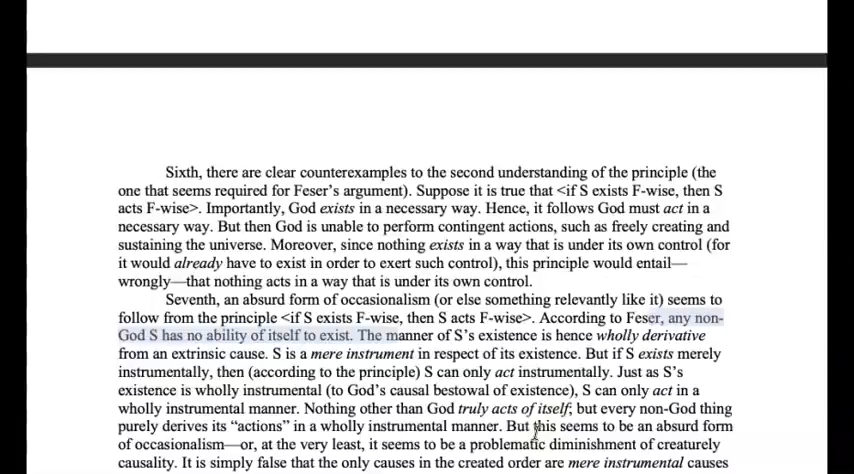 Sixth, there are clear counterexamples to the second understanding of the principle (the
one that seems required for Feser's argument). Suppose it is true that <if S exists F-wise, then S
acts F-wise>. Importantly, God exists in a necessary way. Hence, it follows God must act in a
necessary way. But then God is unable to perform contingent actions, such as freely creating and
sustaining the universe. Moreover, since nothing exists in a way that is under its own control (for
it would already have to exist in order to exert such control), this principle would entail—
wrongly—that nothing acts in a way that is under its own control.
Seventh, an absurd form of occasionalism (or else something relevantly like it) seems to
follow from the principle <if S exists F-wise, then S acts F-wise>. According to Feser, any non-
God S has no ability of itself to exist. The manner of S's existence is hence wholly derivative
from an extrinsic cause. S is a mere instrument in respect of its existence. But if S exists merely
instrumentally, then (according to the principle) S can only act instrumentally. Just as S's
existence is wholly instrumental (to God's causal bestowal of existence), S can only act in a
wholly instrumental manner. Nothing other than God truly acts of itself; but every non-God thing
purely derives its “actions” in a wholly instrumental manner. But this seems to be an absurd form
of occasionalism—or, at the very least, it seems to be a problematic diminishment of creaturely
causality. It is simply false that the only causes in the created order are mere instrumental causes